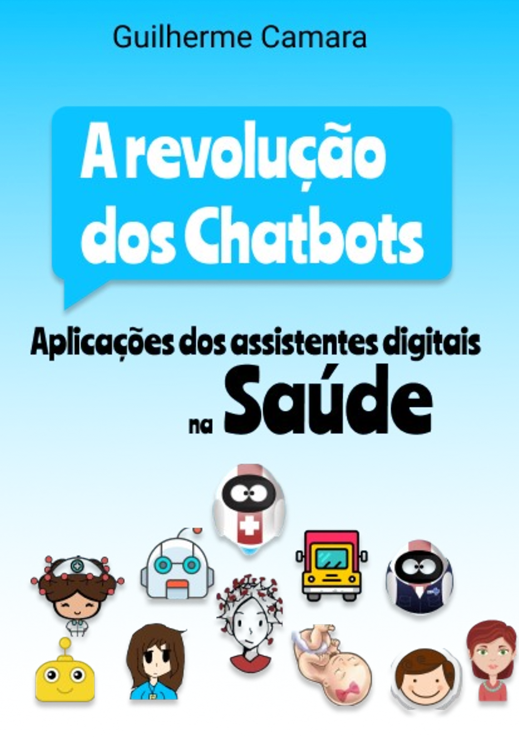 Guilherme Camara
A revolução
dos Chatbots
Aplicações dos assistentes digitais
na Saúde